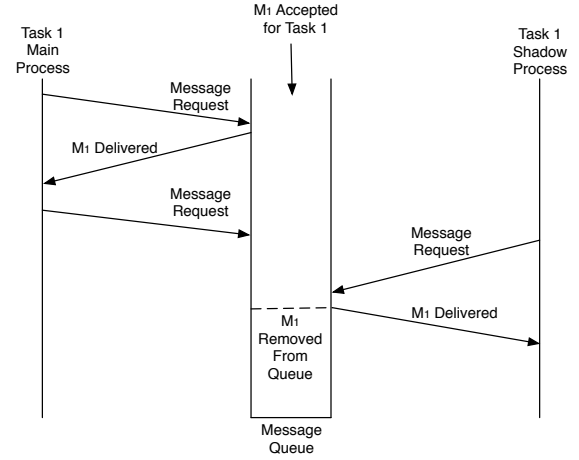 M1 Accepted
for Task 1
Task 1
Main
Process
Task 1
Shadow
Process
Message
Request
M1 Delivered
Message
Request
Message
Request
M1 Delivered
M1
Removed
From
Queue
Message
Queue